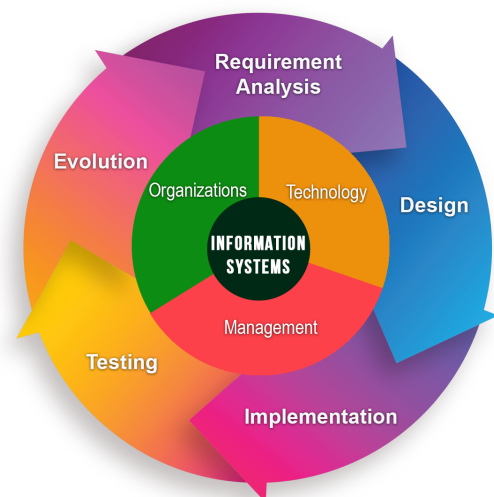 Requirement
Analysis
Evolution
Organizations
Technology
Design
INFORMATION
SYSTEMS
Management
Testing
Implementation